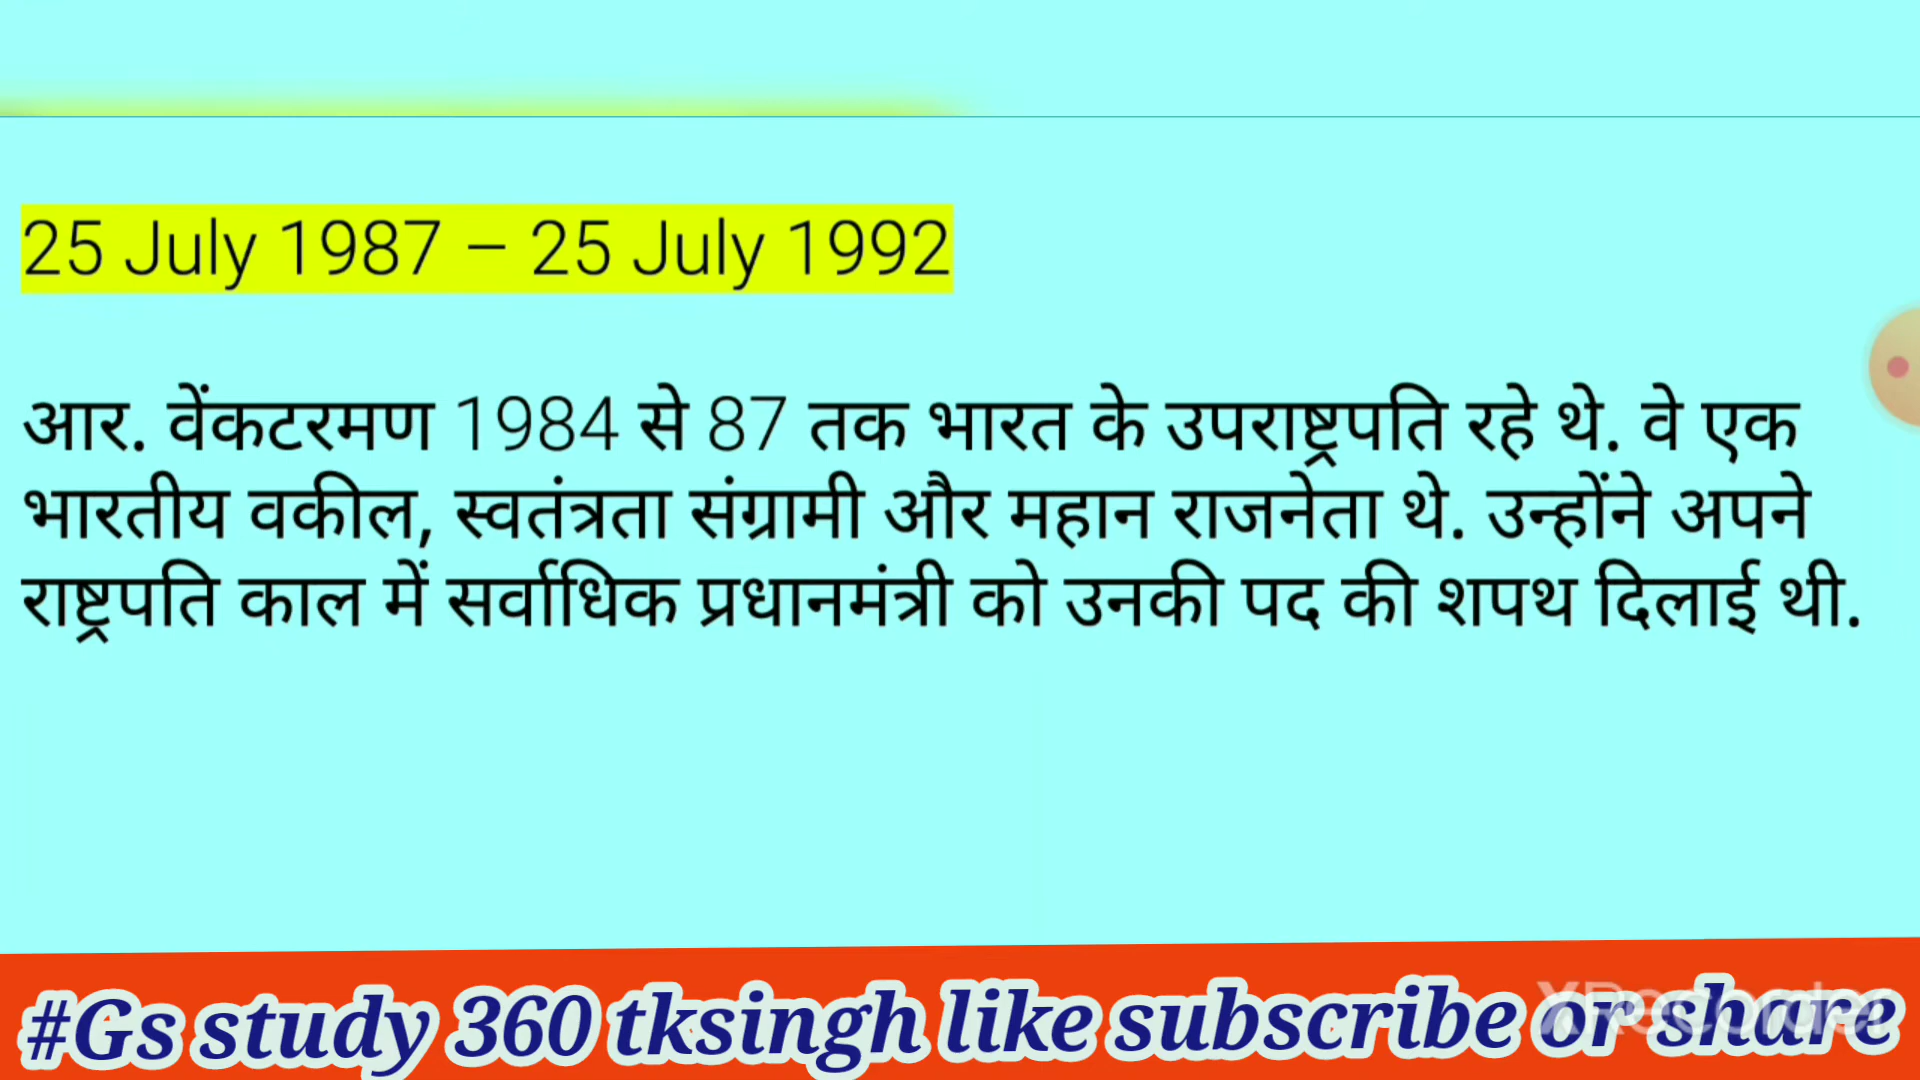 25 July 1987 – 25 July 1992
आर. वेंकटरमण 1984 से 87 तक भारत के उपराष्ट्रपति रहे थे. वे एक
भारतीय वकील, स्वतंत्रता संग्रामी और महान राजनेता थे. उन्होंने अपने
राष्ट्रपति काल में सर्वाधिक प्रधानमंत्री को उनकी पद की शपथ दिलाई थी.
#Gs study 360 tksingh like subscribe or share
XRecorder